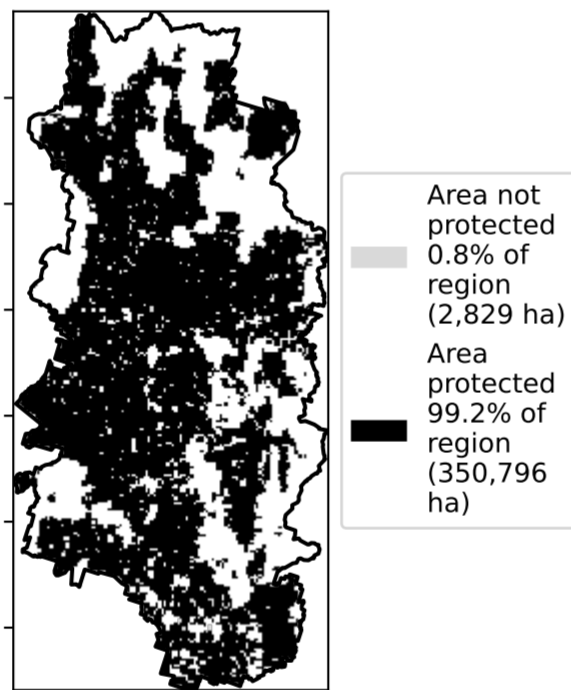 Area not
protected
0.8% of
region
(2,829 ha)
Area
protected
99.2% of
region
(350,796
ha)